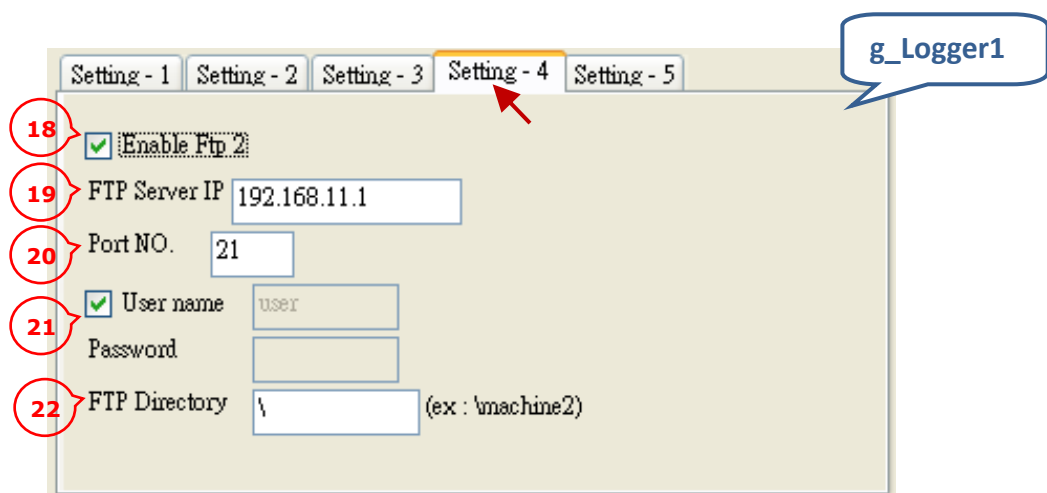 g_Logger1
Setting - 1 Setting - 2 Setting - 3 Setting - 4 Setting - 5
18 Enable Ftp 2
19 FTP Server IP 192.168.11.1
20 Port NO. 21
21 User name user
Password
22 FTP Directory \ (ex : \machine2)